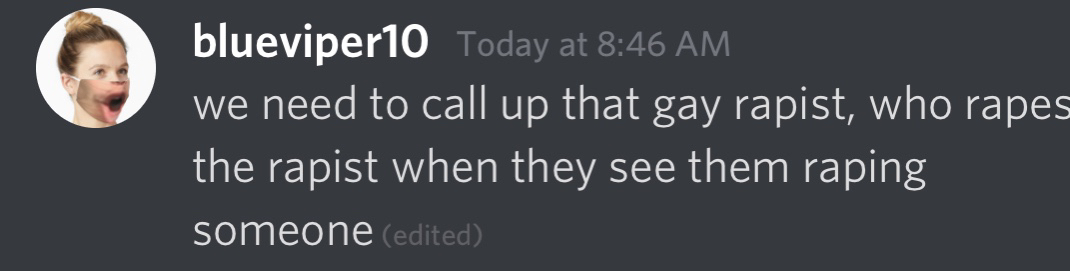 blueviper10 Today at 8:46 AM
we need to call up that gay rapist, who rapes
the rapist when they see them raping
someone (edited)